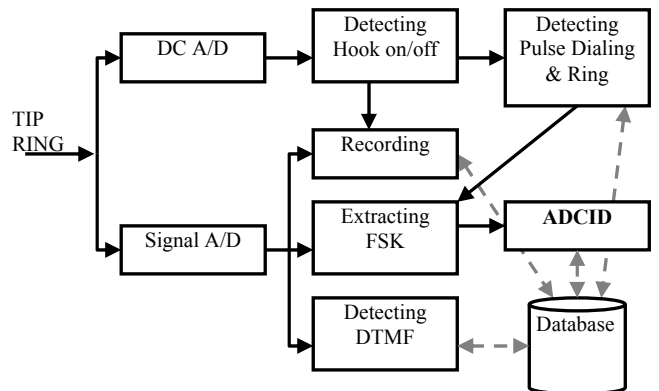 DC A/D
Detecting
Hook on/off
Detecting
Pulse Dialing
& Ring
TIP
RING
Recording
Signal A/D
Extracting
FSK
ADCID
Detecting
DTMF
Database